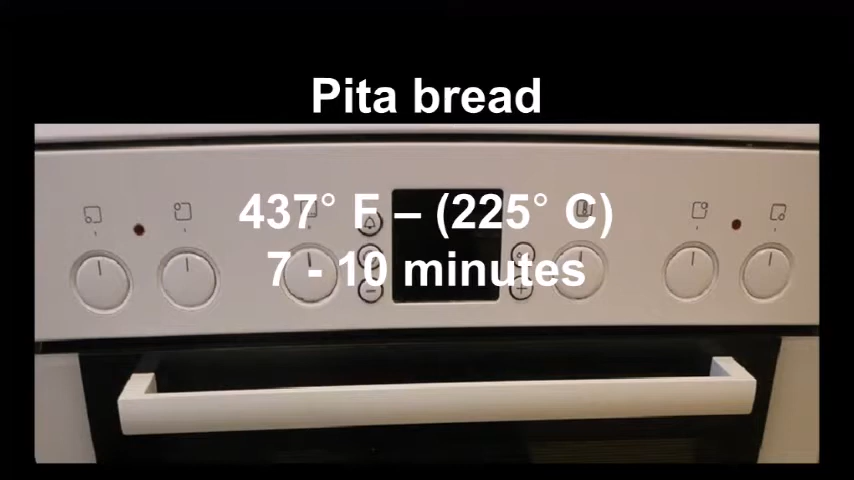 Pita bread
437° F – (225° C)
7 - 10 minutes